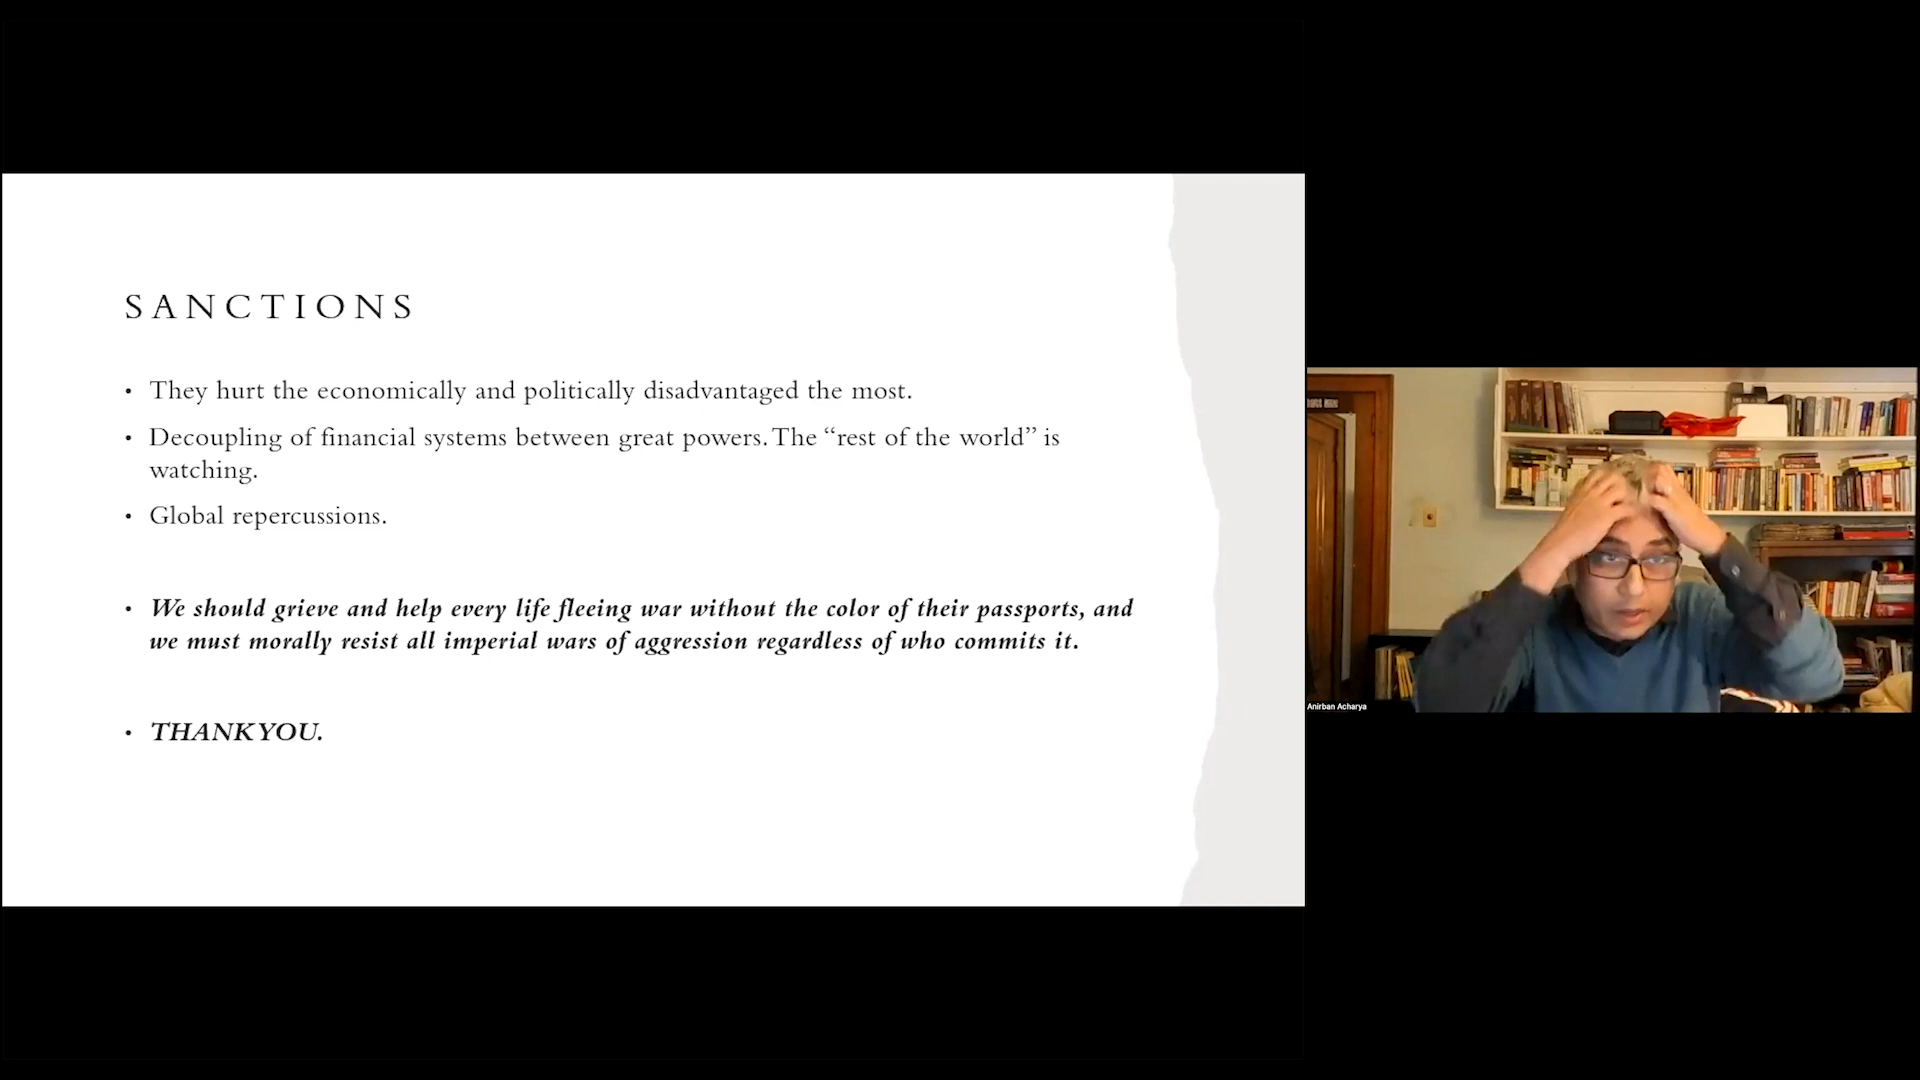 SANCTIONS
• They hurt the economically and politically disadvantaged the most.
• Decoupling of financial systems between great powers. The “rest of the world” is
watching.
• Global repercussions.
• We should grieve and help every life fleeing war without the color of their passports, and
we must morally resist all imperial wars of aggression regardless of who commits it.
• THANK YOU.
Anirban Acharya